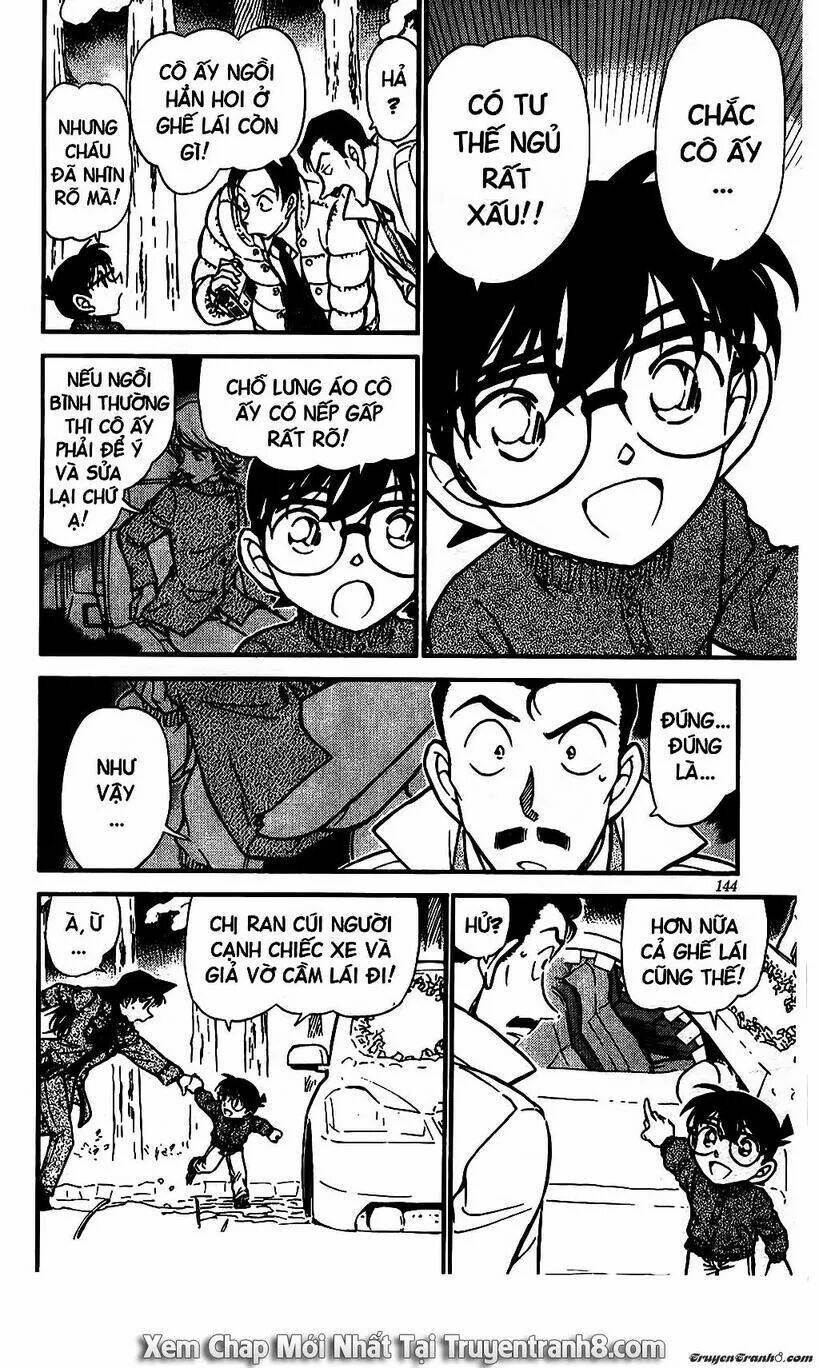 CHẮC
CÔ ẤY
...
CÓ TƯ
THẾ NGỦ
RẤT
XẤU!!
HẢ
?
CÔ ẤY NGỒI
HẲN HOI Ở
GHẾ LÁI CÒN
GÌ!
NHƯNG
CHÁU
ĐÃ NHÌN
RÕ MÀ!
CHỖ LƯNG ÁO CÔ
ẤY CÓ NẾP GẤP
RẤT RÕ!
NẾU NGỒI
BÌNH THƯỜNG
THÌ CÔ ẤY
PHẢI ĐỂ Ý
VÀ SỬA
LẠI CHỨ
Ạ!
ĐÚNG...
ĐÚNG
LÀ...
NHƯ
VẬY
...
144
HƠN NỮA
CẢ GHẾ LÁI
CŨNG THẾ!
HỬ?
CHỊ RAN CÚI NGƯỜI
CẠNH CHIẾC XE VÀ
GIẢ VỜ CẦM LÁI ĐI!
À, Ừ
...
Xem Chap Mới Nhất Tại Truyentranh8.com
TruyenTranh8.com